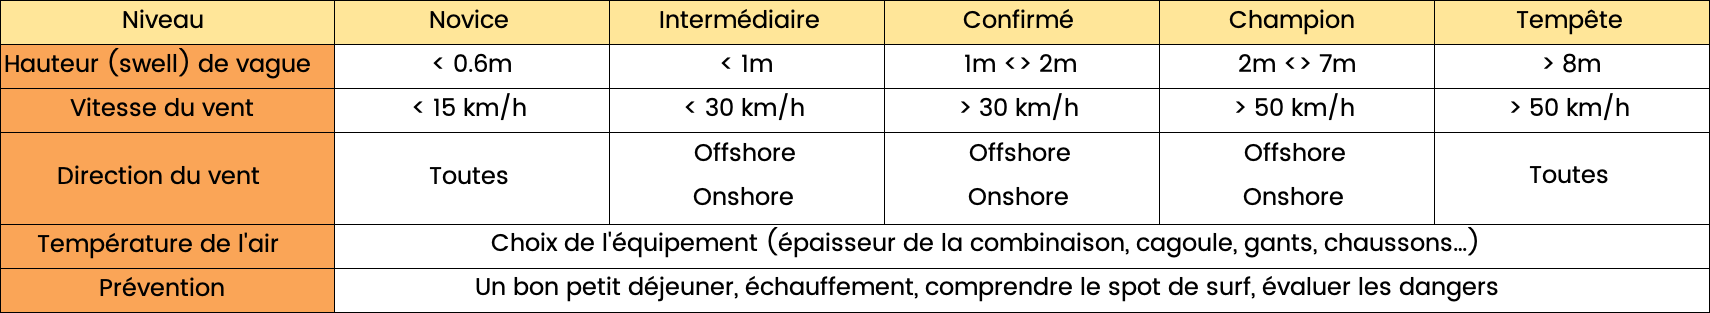 Niveau Novice Intermédiaire Confirmé Champion Tempête
Hauteur (swell) de vague < 0.6m < 1m 1m <> 2m 2m <> 7m > 8m
Vitesse du vent < 15 km/h < 30 km/h > 30 km/h > 50 km/h > 50 km/h
Direction du vent Toutes Offshore Onshore Offshore Onshore Offshore Onshore Toutes
Température de l'air Choix de l'équipement (épaisseur de la combinaison, cagoule, gants, chaussons...)
Prévention Un bon petit déjeuner, échauffement, comprendre le spot de surf, évaluer les dangers